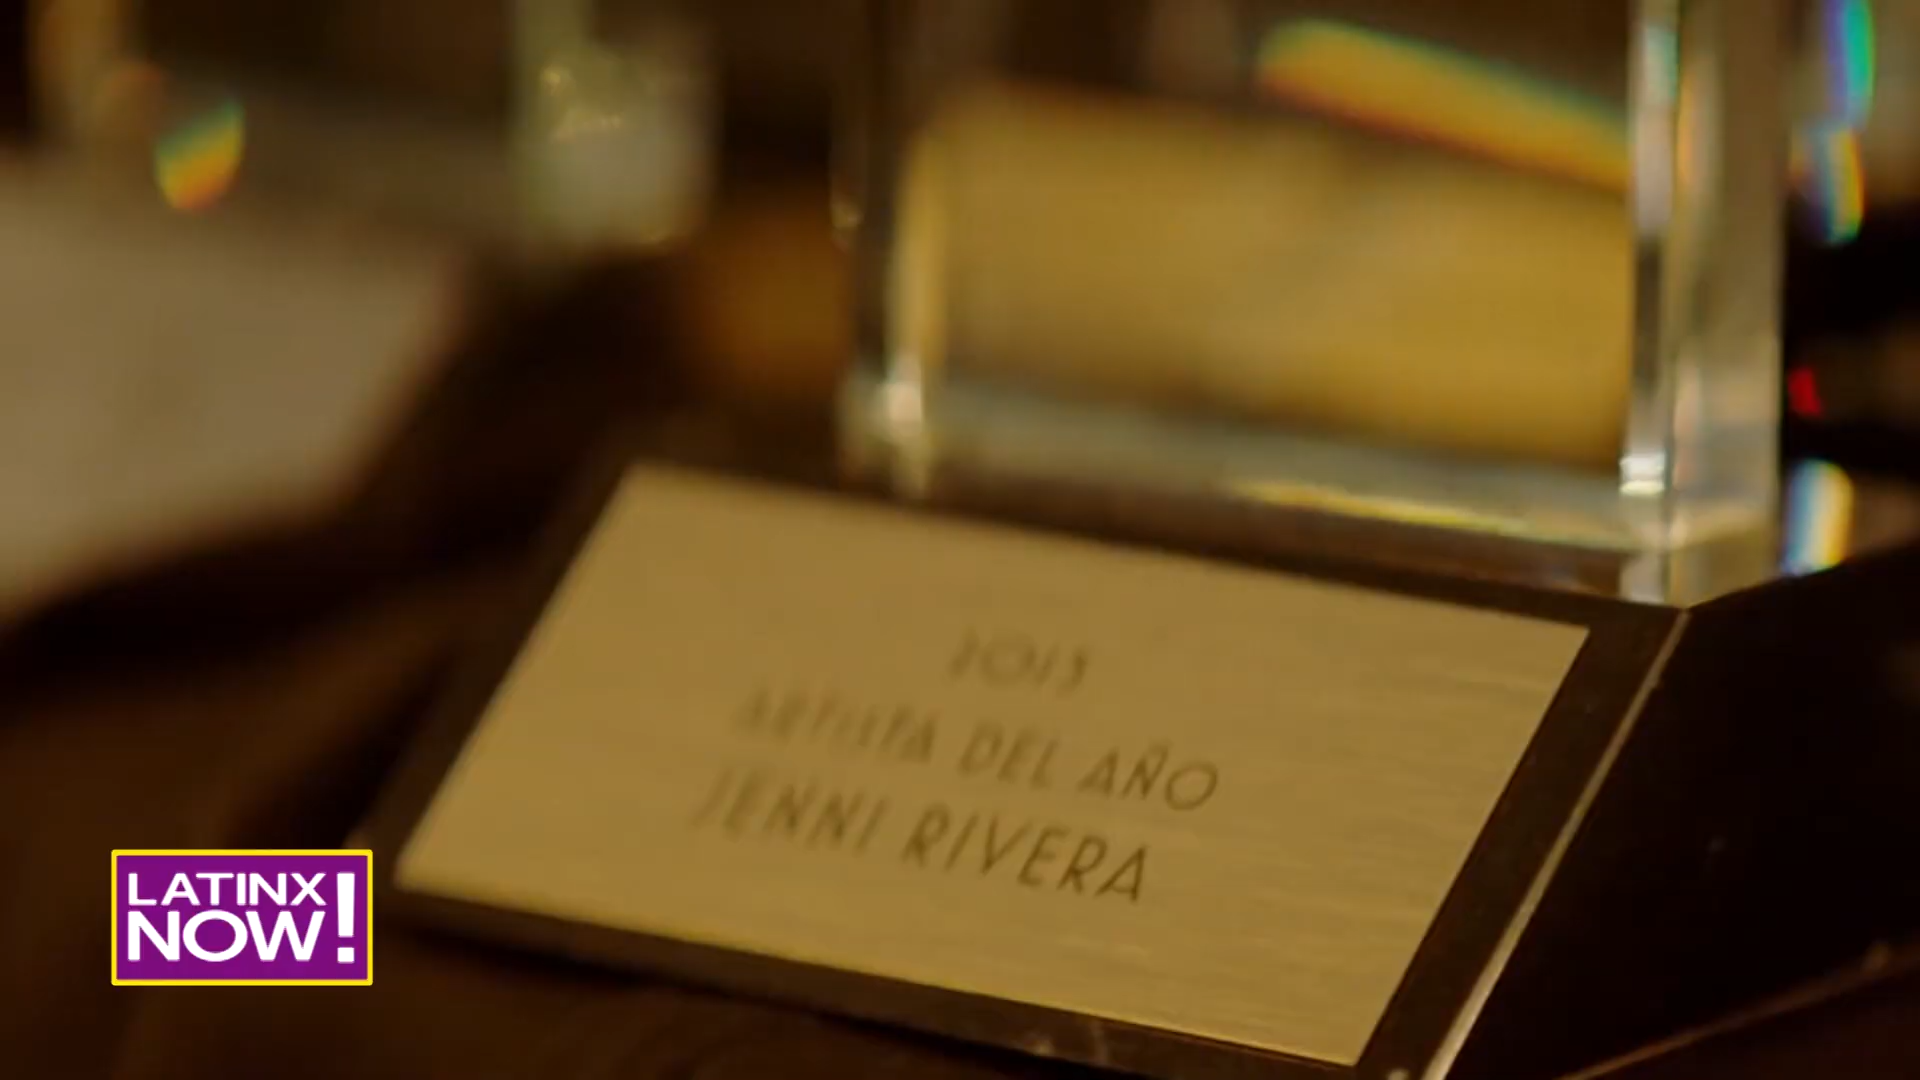 2013
ARTISTA DEL AÑO
JENNI RIVERA
LATINX
NOW!